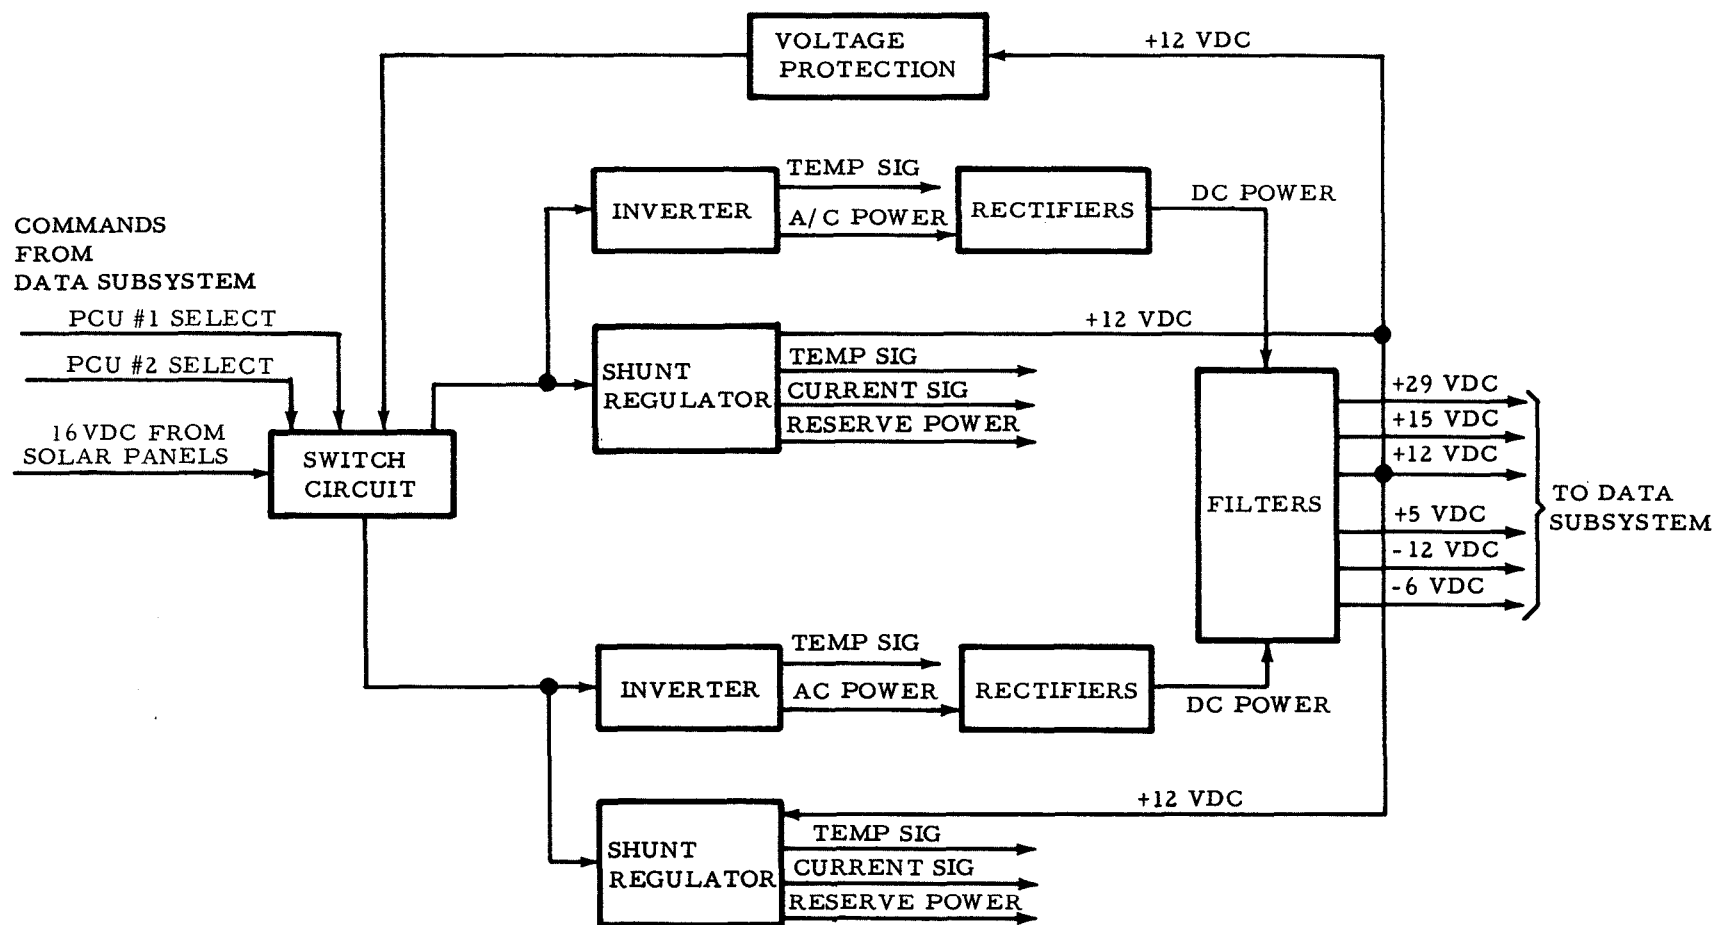 VOLTAGE
PROTECTION
+12 VDC
TEMP SIG
INVERTER
A/C POWER
RECTIFIERS
DC POWER
COMMANDS
FROM
DATA SUBSYSTEM
PCU #1 SELECT
PCU #2 SELECT
16 VDC FROM
SOLAR PANELS
SWITCH
CIRCUIT
SHUNT
REGULATOR
+12 VDC
TEMP SIG
CURRENT SIG
RESERVE POWER
FILTERS
+29 VDC
+15 VDC
+12 VDC
+5 VDC
-12 VDC
-6 VDC
TO DATA
SUBSYSTEM
INVERTER
TEMP SIG
AC POWER
RECTIFIERS
DC POWER
SHUNT
REGULATOR
+12 VDC
TEMP SIG
CURRENT SIG
RESERVE POWER